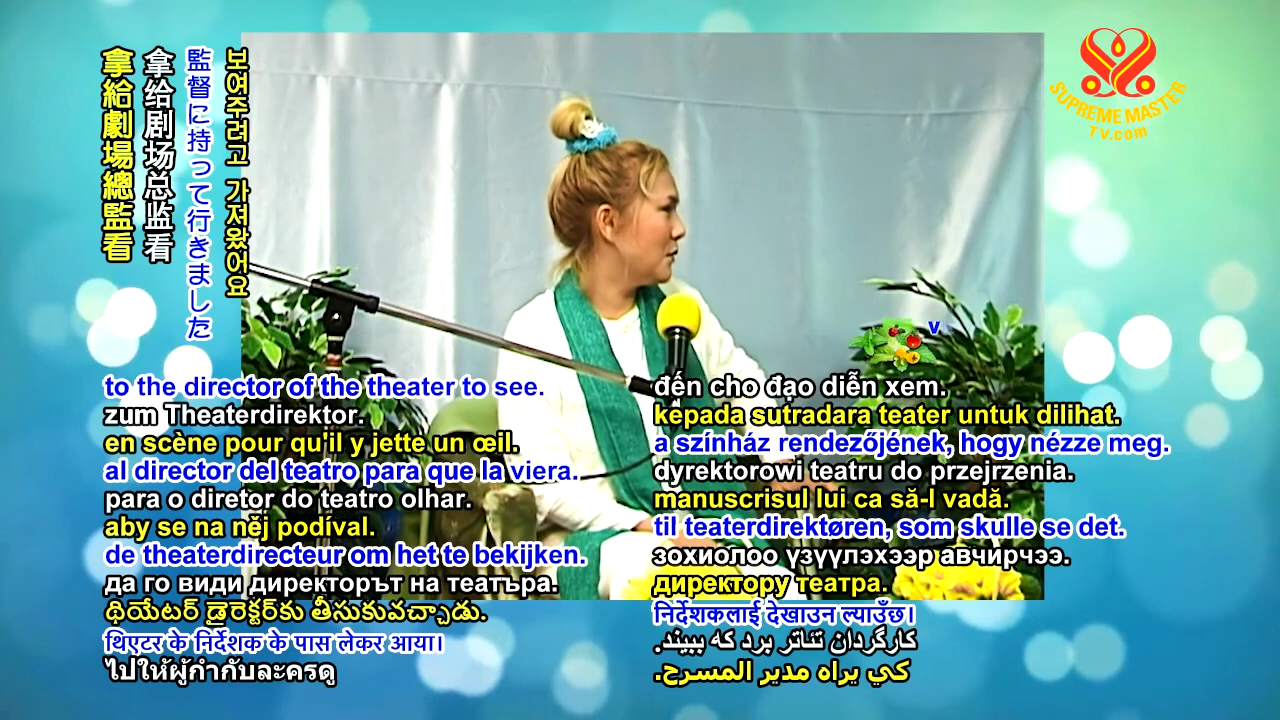 拿給劇場總監看
拿给剧场总监看
監督に持って行きました
보여주려고 가져왔어요
SUPREME MASTER
TV.com
v
to the director of the theater to see.
zum Theaterdirektor.
en scène pour qu'il y jette un œil.
al director del teatro para que la viera.
para o diretor do teatro olhar.
aby se na něj podíval.
de theaterdirecteur om het te bekijken.
да го види директорът на театъра.
థియేటర్ డైరెక్టర్‌కు తీసుకువచ్చాడు.
थिएटर के निर्देशक के पास लेकर आया।
ไปให้ผู้กำกับละครดู
đến cho đạo diễn xem.
kepada sutradara teater untuk dilihat.
a színház rendezőjének, hogy nézze meg.
dyrektorowi teatru do przejrzenia.
manuscrisul lui ca să-l vadă.
til teaterdirektøren, som skulle se det.
зохиолоо үзүүлэхээр авчирчээ.
директору театра.
निर्देशकलाई देखाउन ल्याउँछ।
کارگردان تئاتر برد که ببیند.
كي يراه مدير المسرح.